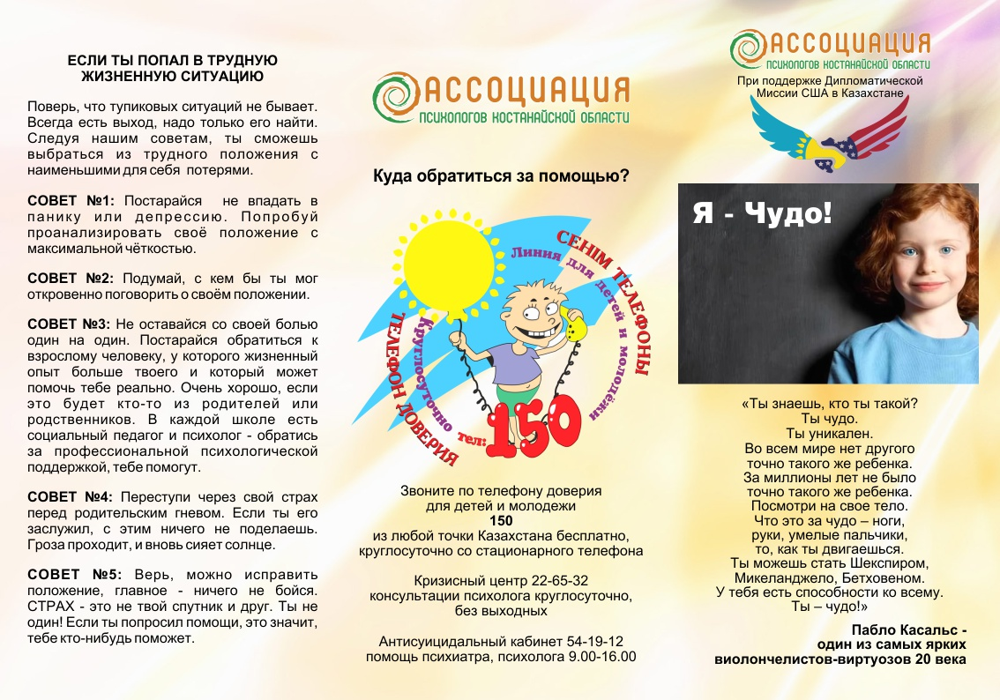 ЕСЛИ ТЫ ПОПАЛ В ТРУДНУЮ
ЖИЗНЕННУЮ СИТУАЦИЮ
Поверь, что тупиковых ситуаций не бывает.
Всегда есть выход, надо только его найти.
Следуя нашим советам, ты сможешь
выбраться из трудного положения с
наименьшими для себя потерями.
СОВЕТ №1: Постарайся не впадать в
панику или депрессию. Попробуй
проанализировать своё положение с
максимальной чёткостью.
СОВЕТ №2: Подумай, с кем бы ты мог
откровенно поговорить о своём положении.
СОВЕТ №3: Не оставайся со своей болью
один на один. Постарайся обратиться к
взрослому человеку, у которого жизненный
опыт больше твоего и который может
помочь тебе реально. Очень хорошо, если
это будет кто-то из родителей или
родственников. В каждой школе есть
социальный педагог и психолог - обратись
за профессиональной психологической
поддержкой, тебе помогут.
СОВЕТ №4: Переступи через свой страх
перед родительским гневом. Если ты его
заслужил, с этим ничего не поделаешь.
Гроза проходит, и вновь сияет солнце.
СОВЕТ №5: Верь, можно исправить
положение, главное - ничего не бойся.
СТРАХ - это не твой спутник и друг. Ты не
один! Если ты попросил помощи, это значит,
тебе кто-нибудь поможет.
АССОЦИАЦИЯ
ПСИХОЛОГОВ КОСТАНАЙСКОЙ ОБЛАСТИ
Куда обратиться за помощью?
СЕНІМ ТЕЛЕФОНЫ
Линия для детей и молодёжи
ТЕЛЕФОН ДОВЕРИЯ
Круглосуточно тел:
150
Звоните по телефону доверия
для детей и молодежи
150
из любой точки Казахстана бесплатно,
круглосуточно со стационарного телефона
Кризисный центр 22-65-32
консультации психолога круглосуточно,
без выходных
Антисуицидальный кабинет 54-19-12
помощь психиатра, психолога 9.00-16.00
АССОЦИАЦИЯ
ПСИХОЛОГОВ КОСТАНАЙСКОЙ ОБЛАСТИ
При поддержке Дипломатической
Миссии США в Казахстане
Я - Чудо!
«Ты знаешь, кто ты такой?
Ты чудо.
Ты уникален.
Во всем мире нет другого
точно такого же ребенка.
За миллионы лет не было
точно такого же ребенка.
Посмотри на свое тело.
Что это за чудо – ноги,
руки, умелые пальчики,
то, как ты двигаешься.
Ты можешь стать Шекспиром,
Микеланджело, Бетховеном.
У тебя есть способности ко всему.
Ты – чудо!»
Пабло Касальс -
один из самых ярких
виолончелистов-виртуозов 20 века